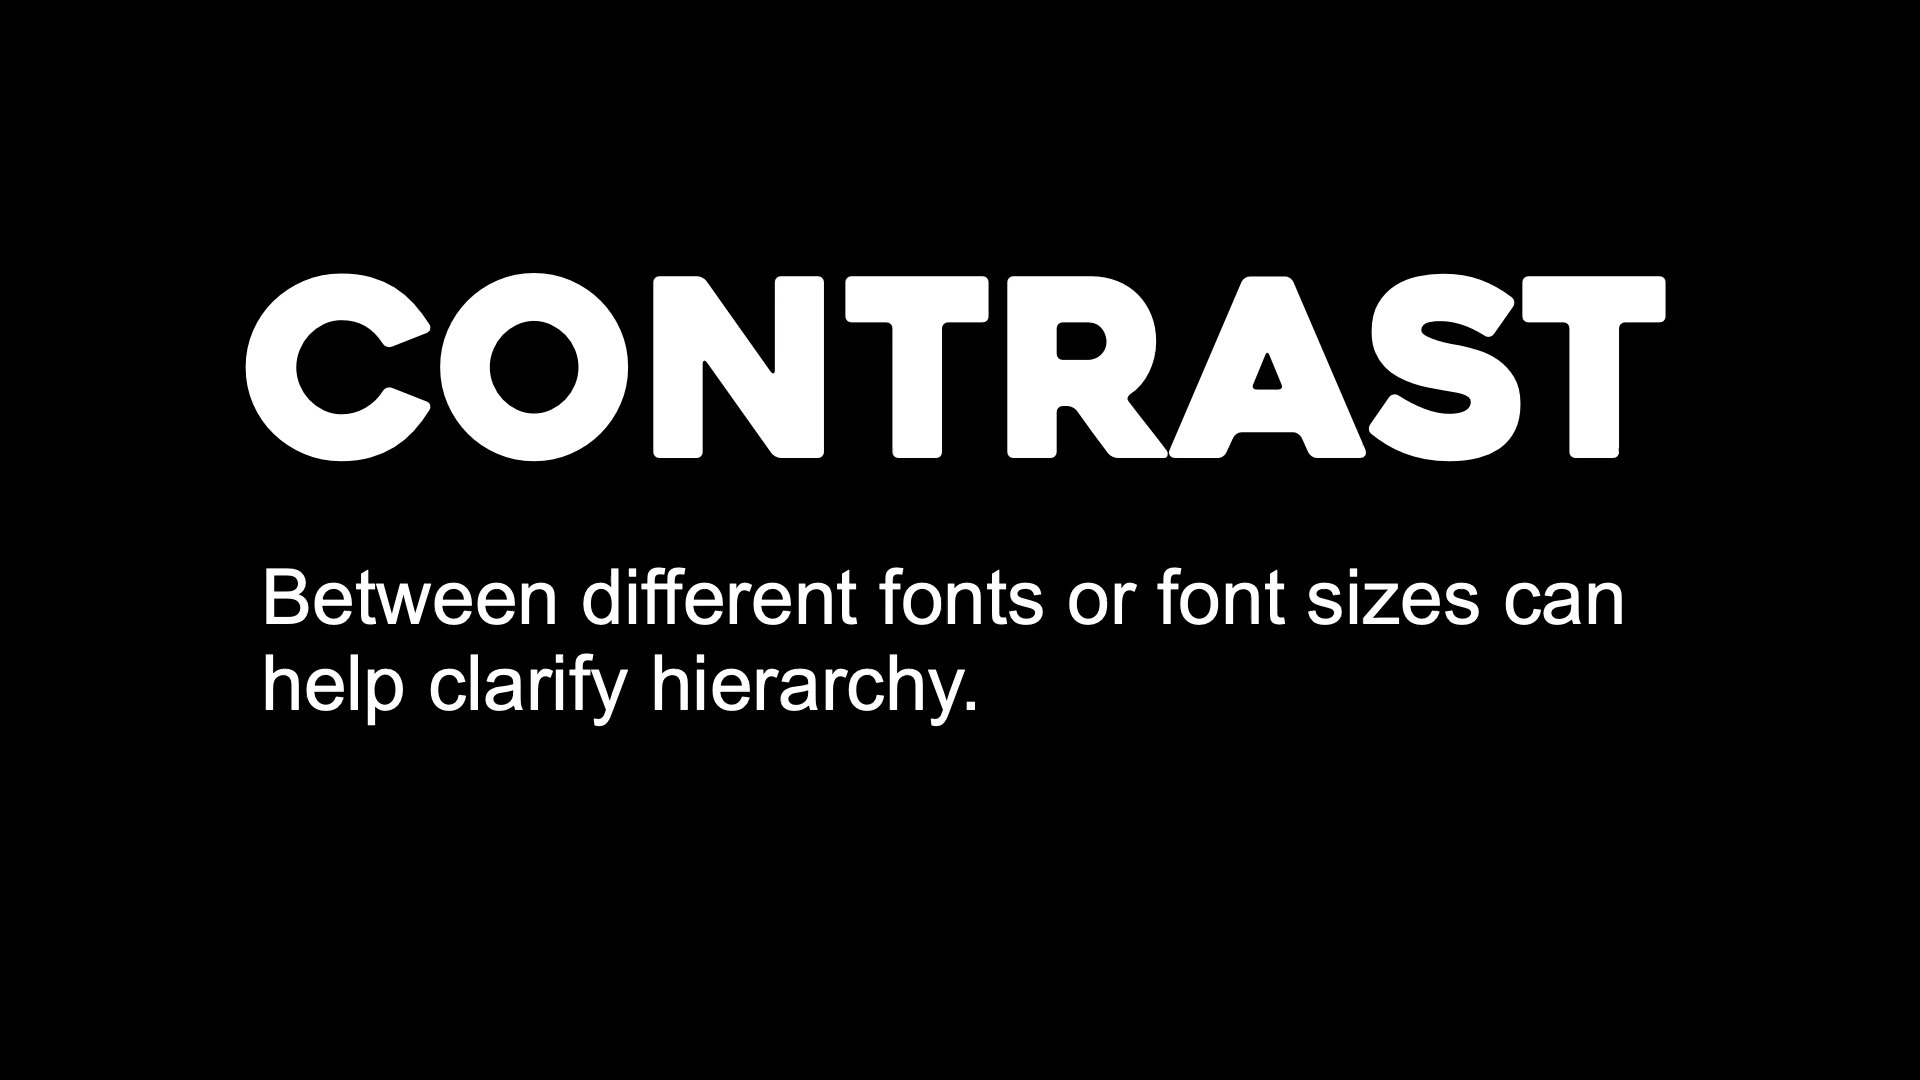 CONTRAST
Between different fonts or font sizes can
help clarify hierarchy.